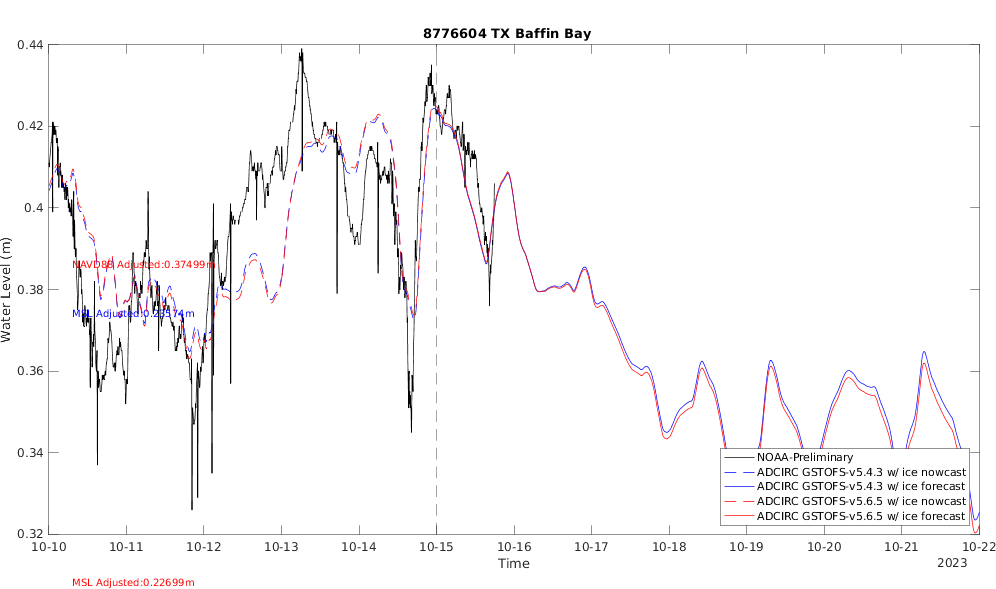 8776604 TX Baffin Bay
Water Level (m)
0.44
0.42
0.4
0.38
0.36
0.34
0.32
NAVD88 Adjusted:0.37499m
MSL Adjusted:0.23574m
NOAA-Preliminary
ADCIRC GSTOFS-v5.4.3 w/ ice nowcast
ADCIRC GSTOFS-v5.4.3 w/ ice forecast
ADCIRC GSTOFS-v5.6.5 w/ ice nowcast
ADCIRC GSTOFS-v5.6.5 w/ ice forecast
10-10 10-11 10-12 10-13 10-14 10-15 10-16 10-17 10-18 10-19 10-20 10-21 10-22
Time
2023
MSL Adjusted:0.22699m